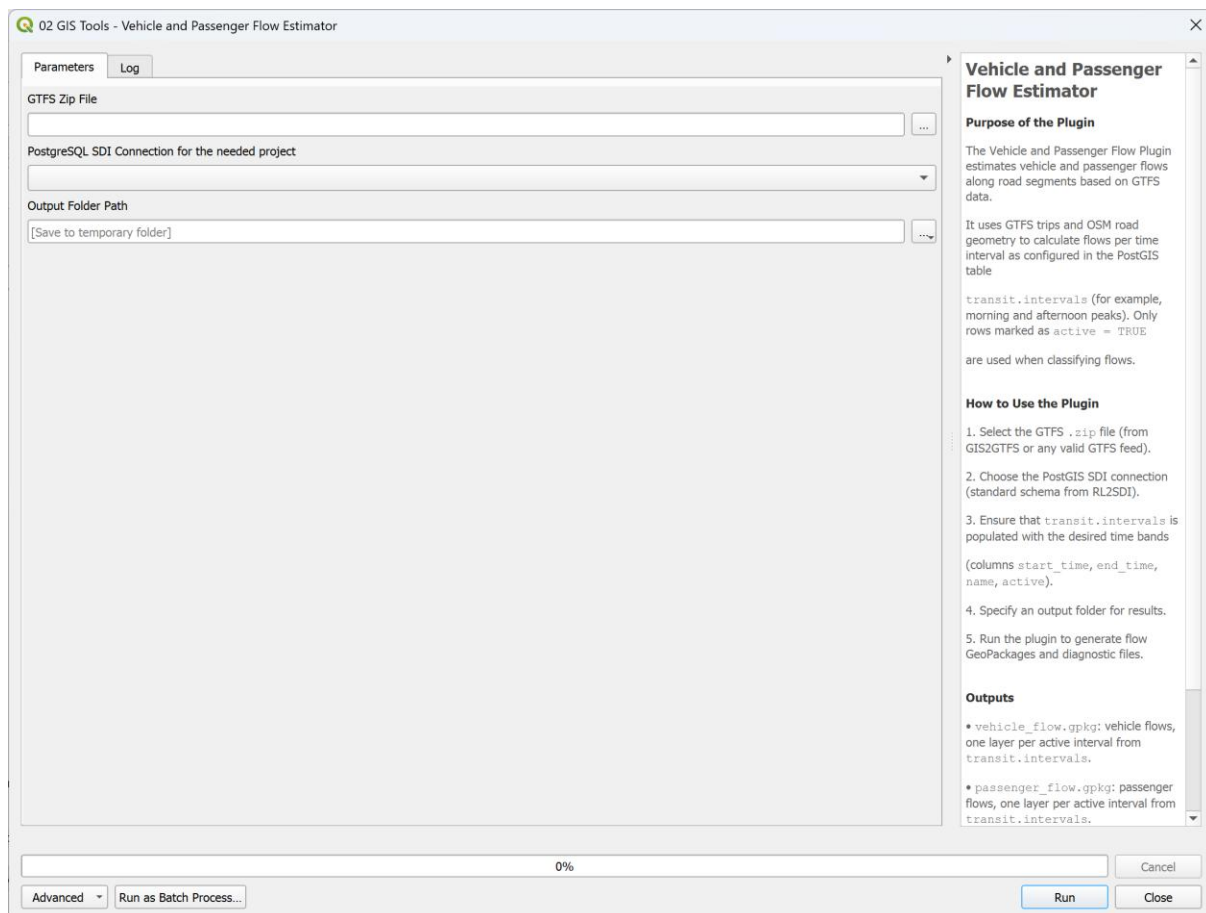 02 GIS Tools - Vehicle and Passenger Flow Estimator
Parameters
Log
GTFS Zip File
...
PostgreSQL SDI Connection for the needed project
Output Folder Path
[Save to temporary folder]
...
Vehicle and Passenger
Flow Estimator
Purpose of the Plugin
The Vehicle and Passenger Flow Plugin
estimates vehicle and passenger flows
along road segments based on GTFS
data.
It uses GTFS trips and OSM road
geometry to calculate flows per time
interval as configured in the PostGIS
table
transit.intervals (for example,
morning and afternoon peaks). Only
rows marked as active = TRUE
are used when classifying flows.
How to Use the Plugin
1. Select the GTFS .zip file (from
GIS2GTFS or any valid GTFS feed).
2. Choose the PostGIS SDI connection
(standard schema from RL2SDI).
3. Ensure that transit.intervals is
populated with the desired time bands
(columns start_time, end_time,
name, active).
4. Specify an output folder for results.
5. Run the plugin to generate flow
GeoPackages and diagnostic files.
Outputs
• vehicle_flow.gpkg: vehicle flows,
one layer per active interval from
transit.intervals.
• passenger_flow.gpkg: passenger
flows, one layer per active interval from
transit.intervals.
0%
Cancel
Advanced
Run as Batch Process...
Run
Close